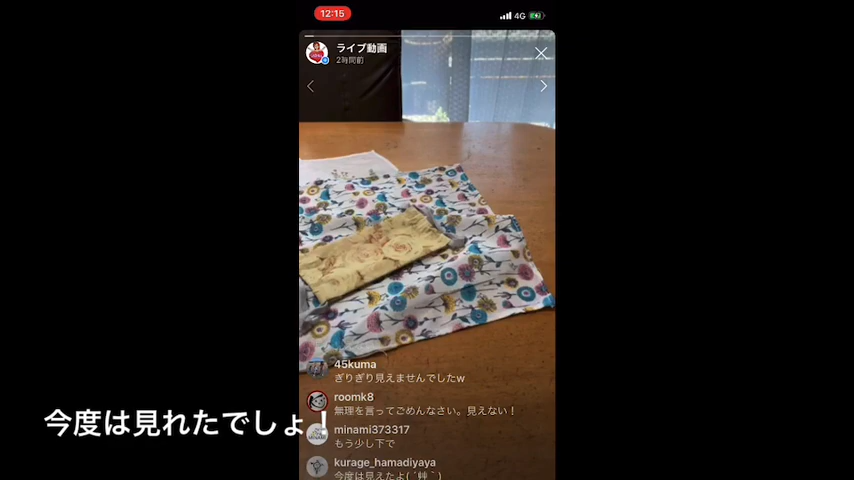 12:15
4G
ライブ動画
2時間前
45kuma
ぎりぎり見えませんでしたw
roomk8
無理を言ってごめんなさい。見えない！
今度は見れたでしょ！
minami373317
もう少し下で
kurage_hamadiyaya
今度は見えたよ(´艸｀)